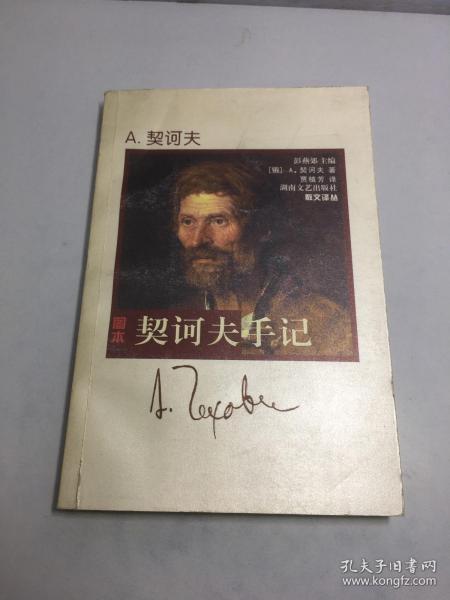 A. 契诃夫
彭燕郊 主编
[俄] A. 契诃夫 著
贾植芳 译
湖南文艺出版社
散文译丛
图本
契诃夫手记
А. Чехов
孔夫子旧书网
www.kongfz.com